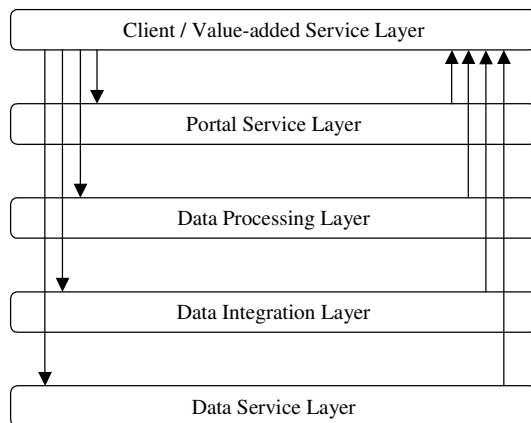 Client / Value-added Service Layer
Portal Service Layer
Data Processing Layer
Data Integration Layer
Data Service Layer